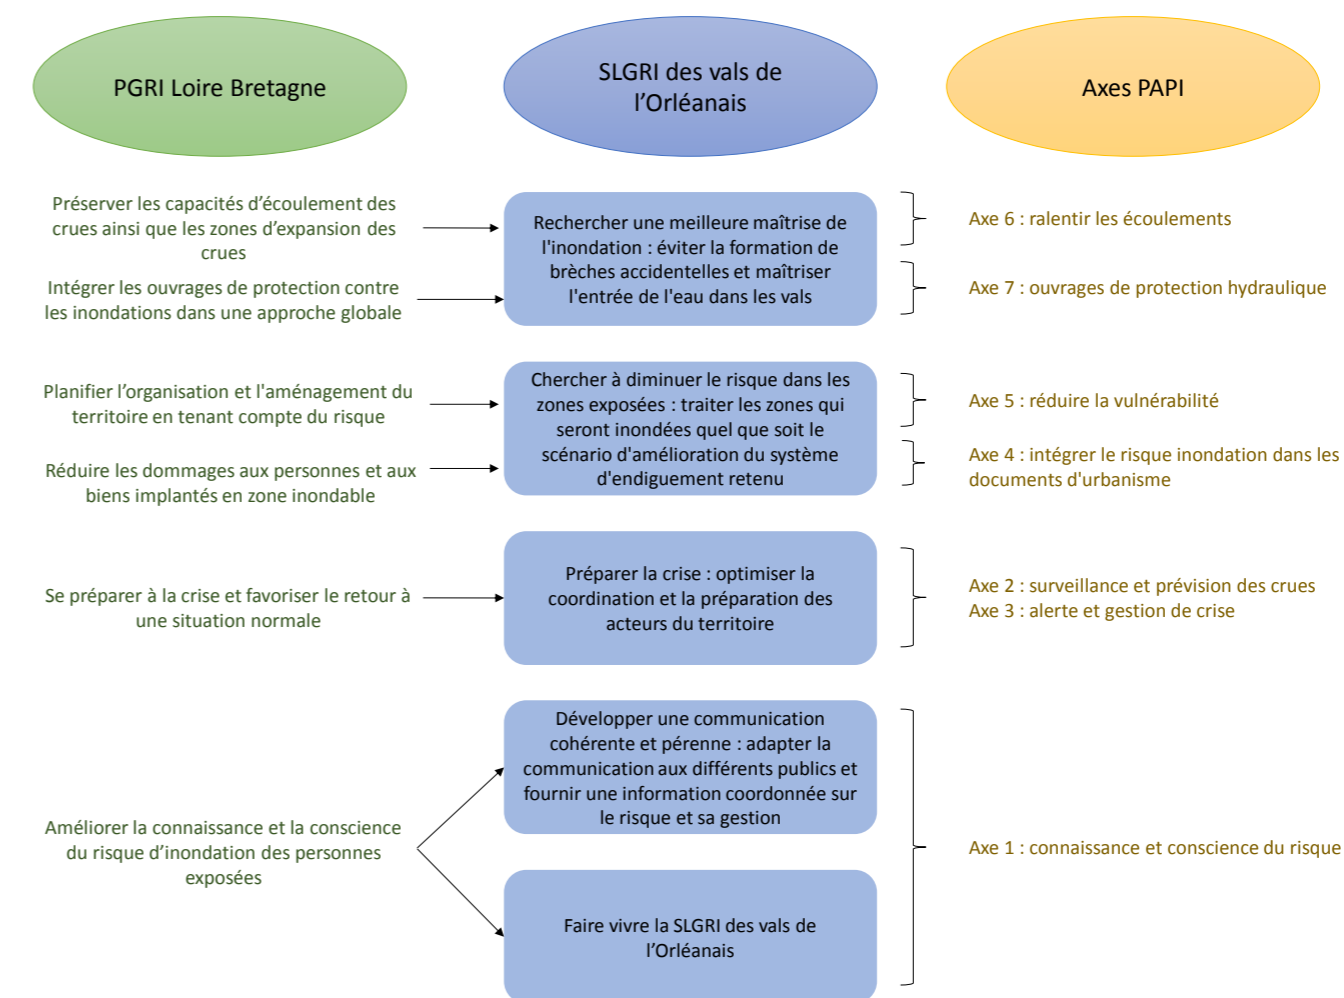 PGRI Loire Bretagne
SLGRI des vals de
l’Orléanais
Axes PAPI
Préserver les capacités d’écoulement des
crues ainsi que les zones d’expansion des
crues
Intégrer les ouvrages de protection contre
les inondations dans une approche globale
Rechercher une meilleure maîtrise de
l'inondation : éviter la formation de
brèches accidentelles et maîtriser
l'entrée de l'eau dans les vals
Axe 6 : ralentir les écoulements
Axe 7 : ouvrages de protection hydraulique
Planifier l’organisation et l'aménagement du
territoire en tenant compte du risque
Réduire les dommages aux personnes et aux
biens implantés en zone inondable
Chercher à diminuer le risque dans les
zones exposées : traiter les zones qui
seront inondées quel que soit le
scénario d'amélioration du système
d'endiguement retenu
Axe 5 : réduire la vulnérabilité
Axe 4 : intégrer le risque inondation dans les
documents d'urbanisme
Se préparer à la crise et favoriser le retour à
une situation normale
Préparer la crise : optimiser la
coordination et la préparation des
acteurs du territoire
Axe 2 : surveillance et prévision des crues
Axe 3 : alerte et gestion de crise
Améliorer la connaissance et la conscience
du risque d’inondation des personnes
exposées
Développer une communication
cohérente et pérenne : adapter la
communication aux différents publics et
fournir une information coordonnée sur
le risque et sa gestion
Faire vivre la SLGRI des vals de
l’Orléanais
Axe 1 : connaissance et conscience du risque